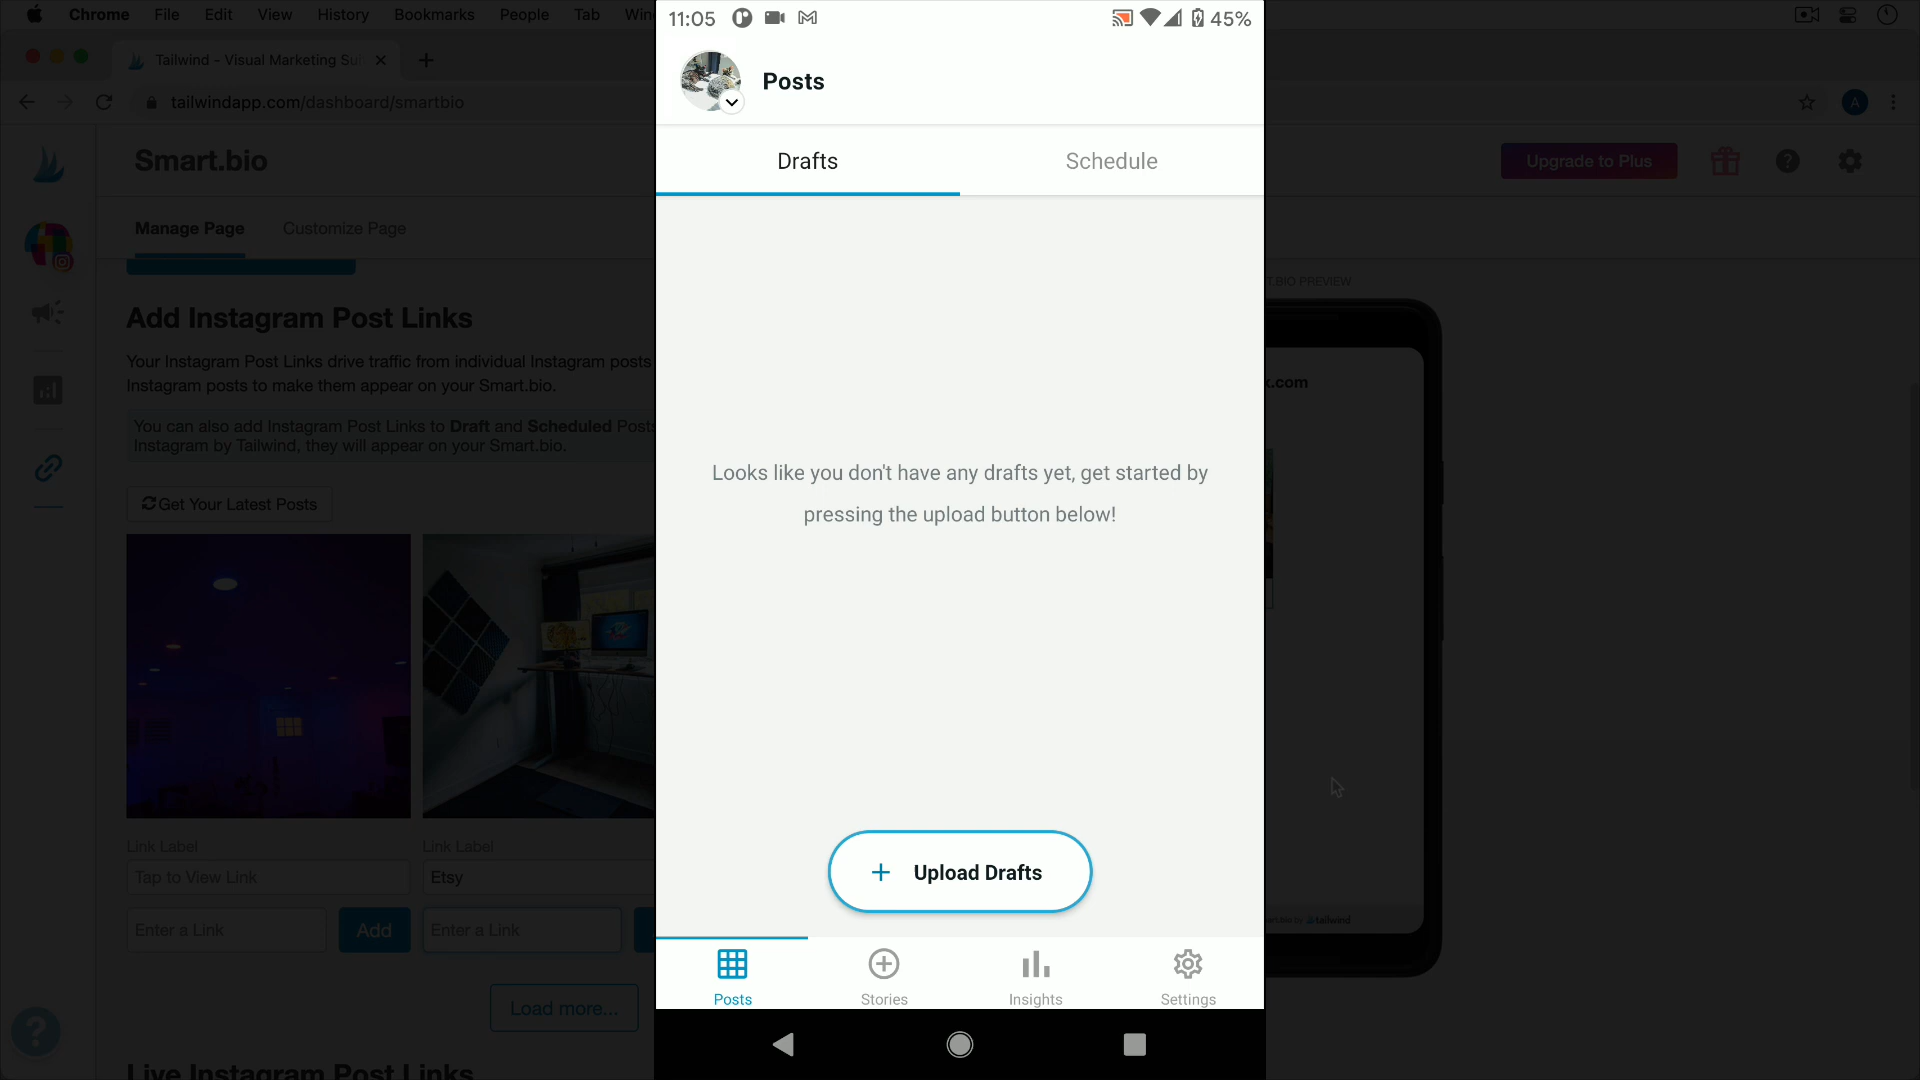 Chrome File Edit View History Bookmarks People Tab
11:05
45%
Tailwind - Visual Marketing
tailwindapp.com/dashboard/smartbio
A
Posts
Drafts
Schedule
Smart.bio
Upgrade to Plus
?
Manage Page
Customize Page
Add Instagram Post Links
Your Instagram Post Links drive traffic from individual Instagram posts
Instagram posts to make them appear on your Smart.bio.
You can also add Instagram Post Links to Draft and Scheduled Posts
Instagram by Tailwind, they will appear on your Smart.bio.
Get Your Latest Posts
BIO PREVIEW
.com
Looks like you don't have any drafts yet, get started by
pressing the upload button below!
Link Label
Tap to View Link
Enter a Link
Add
Link Label
Etsy
Enter a Link
Load more...
Upload Drafts
by tailwind
Posts
Stories
Insights
Settings
?
Live Instagram Post Links